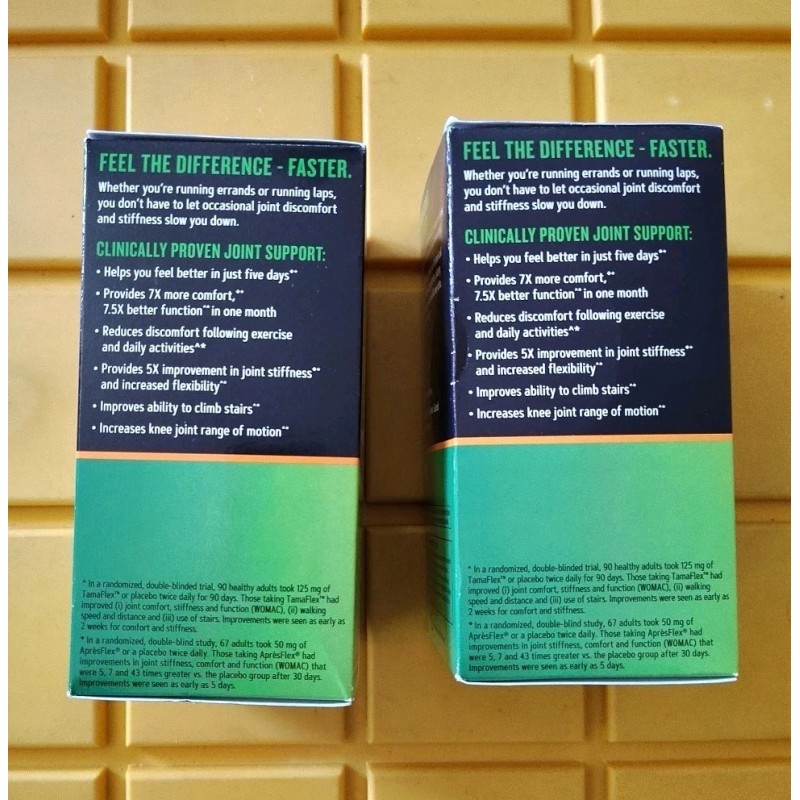 FEEL THE DIFFERENCE - FASTER.
Whether you're running errands or running laps,
you don't have to let occasional joint discomfort
and stiffness slow you down.
CLINICALLY PROVEN JOINT SUPPORT:
• Helps you feel better in just five days^*
• Provides 7X more comfort,^*
7.5X better function^* in one month
• Reduces discomfort following exercise
and daily activities^*
• Provides 5X improvement in joint stiffness^*
and increased flexibility^*
• Improves ability to climb stairs^*
• Increases knee joint range of motion^*
^ In a randomized, double-blinded trial, 90 healthy adults took 125 mg of
TamaFlex™ or placebo twice daily for 90 days. Those taking TamaFlex™ had
improved (i) joint comfort, stiffness and function (WOMAC), (ii) walking
speed and distance and (iii) use of stairs. Improvements were seen as early as
2 weeks for comfort and stiffness.
^ In a randomized, double-blind study, 67 adults took 50 mg of
AprèsFlex® or a placebo twice daily. Those taking AprèsFlex® had
improvements in joint stiffness, comfort and function (WOMAC) that
were 5, 7 and 43 times greater vs. the placebo group after 30 days.
Improvements were seen as early as 5 days.
FEEL THE DIFFERENCE - FASTER.
Whether you're running errands or running laps,
you don't have to let occasional joint discomfort
and stiffness slow you down.
CLINICALLY PROVEN JOINT SUPPORT:
• Helps you feel better in just five days^*
• Provides 7X more comfort,^*
7.5X better function^* in one month
• Reduces discomfort following exercise
and daily activities^*
• Provides 5X improvement in joint stiffness^*
and increased flexibility^*
• Improves ability to climb stairs^*
• Increases knee joint range of motion^*
^ In a randomized, double-blinded trial, 90 healthy adults took 125 mg of
TamaFlex™ or placebo twice daily for 90 days. Those taking TamaFlex™ had
improved (i) joint comfort, stiffness and function (WOMAC), (ii) walking
speed and distance and (iii) use of stairs. Improvements were seen as early as
2 weeks for comfort and stiffness.
^ In a randomized, double-blind study, 67 adults took 50 mg of
AprèsFlex® or a placebo twice daily. Those taking AprèsFlex® had
improvements in joint stiffness, comfort and function (WOMAC) that
were 5, 7 and 43 times greater vs. the placebo group after 30 days.
Improvements were seen as early as 5 days.